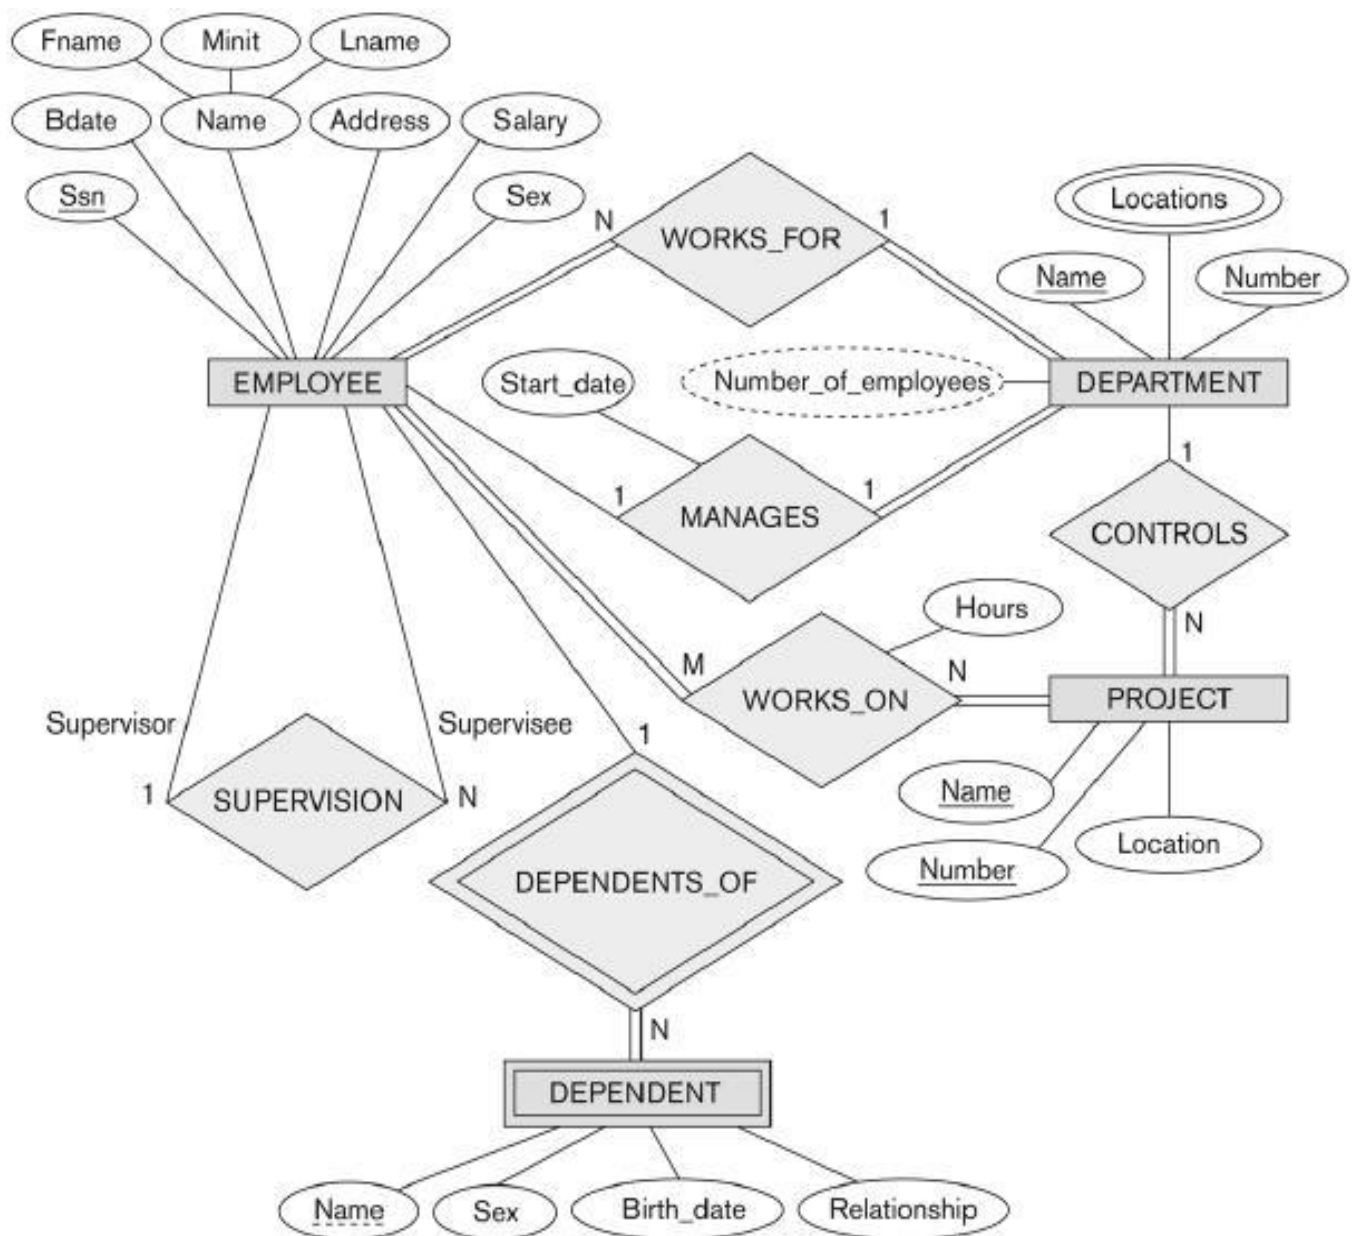 Fname
Minit
Lname
Bdate
Name
Address
Salary
Ssn
Sex
N
WORKS_FOR
1
Locations
Name
Number
EMPLOYEE
Start_date
Number_of_employees
DEPARTMENT
1
MANAGES
1
1
CONTROLS
N
Hours
M
WORKS_ON
N
PROJECT
Supervisor
Supervisee
1
SUPERVISION
N
1
Name
Number
Location
DEPENDENTS_OF
N
DEPENDENT
Name
Sex
Birth_date
Relationship